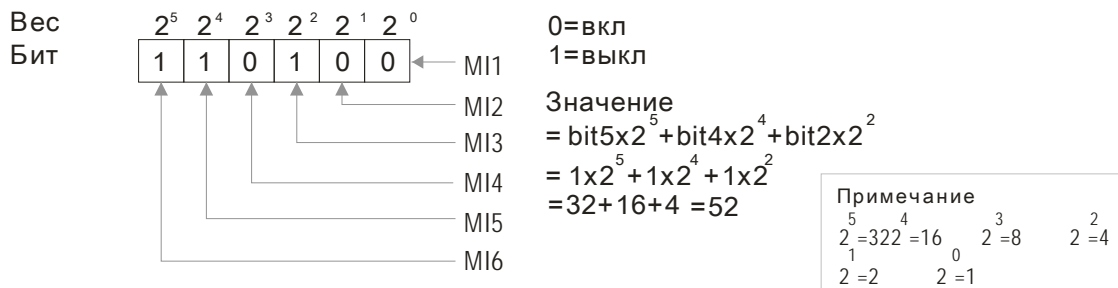 Вес 2⁵ 2⁴ 2³ 2² 2¹ 2⁰
Бит 1 1 0 1 0 0
MI1
MI2
MI3
MI4
MI5
MI6
0=вкл
1=выкл
Значение
= bit5x2⁵+bit4x2⁴+bit2x2²
= 1x2⁵+1x2⁴+1x2²
=32+16+4 =52
Примечание
2⁵=322⁴=16 2³=8 2²=4
2¹=2 2⁰=1